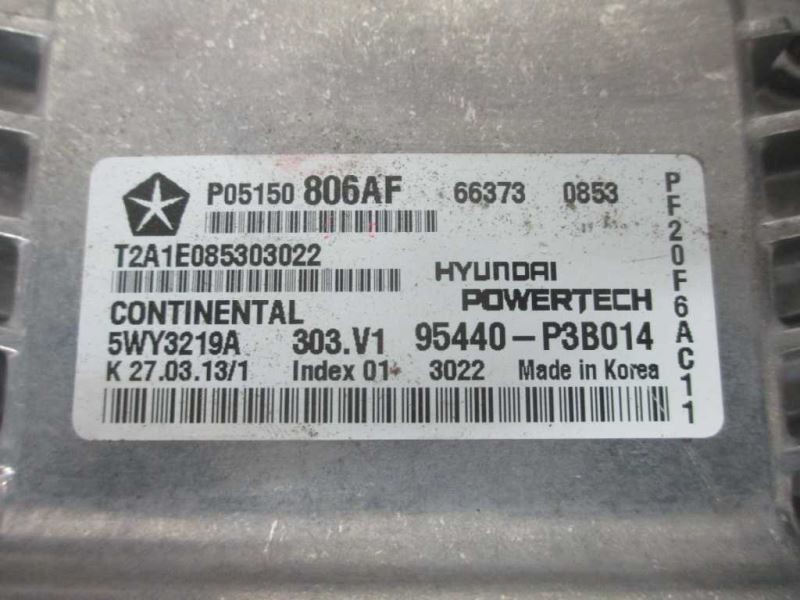 P05150 806AF 66373 0853
T2A1E085303022
HYUNDAI
POWERTECH
CONTINENTAL
5WY3219A 303.V1 95440-P3B014
K 27.03.13/1 Index 01 3022 Made in Korea
PF20F6AC11